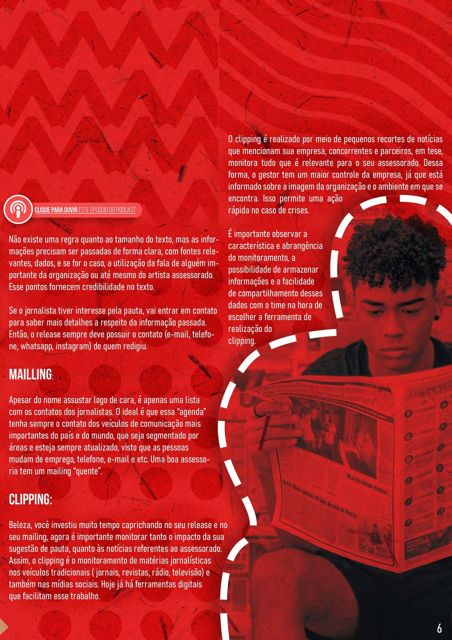 CLIQUE PARA OUVIR ESTE EPISÓDIO DO PODCAST
Não existe uma regra quanto ao tamanho do texto, mas as infor-
mações precisam ser passadas de forma clara, com fontes rele-
vantes, dados, e se for o caso, a utilização da fala de alguém im-
portante da organização ou até mesmo do artista assessorado.
Esse pontos fornecem credibilidade no texto.
Se o jornalista tiver interesse pela pauta, vai entrar em contato
para saber mais detalhes a respeito da informação passada.
Então, o release sempre deve possuir o contato (e-mail, telefo-
ne, whatsapp, instagram) de quem redigiu.
MAILLING:
Apesar do nome assustar logo de cara, é apenas uma lista
com os contatos dos jornalistas. O ideal é que essa "agenda"
tenha sempre o contato dos veículos de comunicação mais
importantes do país e do mundo, que seja segmentado por
áreas e esteja sempre atualizado, visto que as pessoas
mudam de emprego, telefone, e-mail e etc. Uma boa assesso-
ria tem um mailing "quente".
CLIPPING:
Beleza, você investiu muito tempo caprichando no seu release e no
seu mailing, agora é importante monitorar tanto o impacto da sua
sugestão de pauta, quanto às notícias referentes ao assessorado.
Assim, o clipping é o monitoramento de matérias jornalísticas
nos veículos tradicionais ( jornais, revistas, rádio, televisão) e
também nas mídias sociais. Hoje já há ferramentas digitais
que facilitam esse trabalho.
O clipping é realizado por meio de pequenos recortes de notícias
que mencionam sua empresa, concorrentes e parceiros, em tese,
monitora tudo que é relevante para o seu assessorado. Dessa
forma, o gestor tem um maior controle da empresa, já que está
informado sobre a imagem da organização e o ambiente em que se
encontra. Isso permite uma ação
rápida no caso de crises.
É importante observar a
característica e abrangência
do monitoramento, a
possibilidade de armazenar
informações e a facilidade
de compartilhamento desses
dados com o time na hora de
escolher a ferramenta de
realização do
clipping.
6